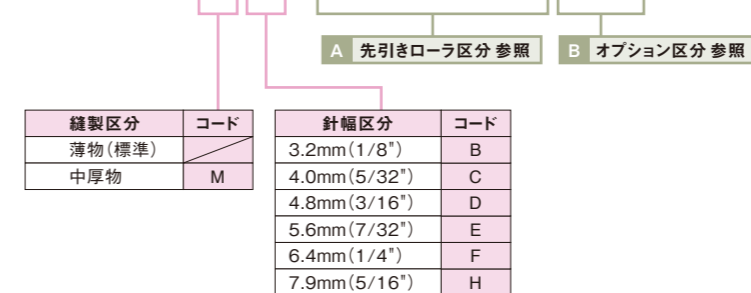 A 先引きローラ区分 参照 B オプション区分 参照
縫製区分 コード
薄物(標準)
中厚物 M
針幅区分 コード
3.2mm(1/8") B
4.0mm(5/32") C
4.8mm(3/16") D
5.6mm(7/32") E
6.4mm(1/4") F
7.9mm(5/16") H